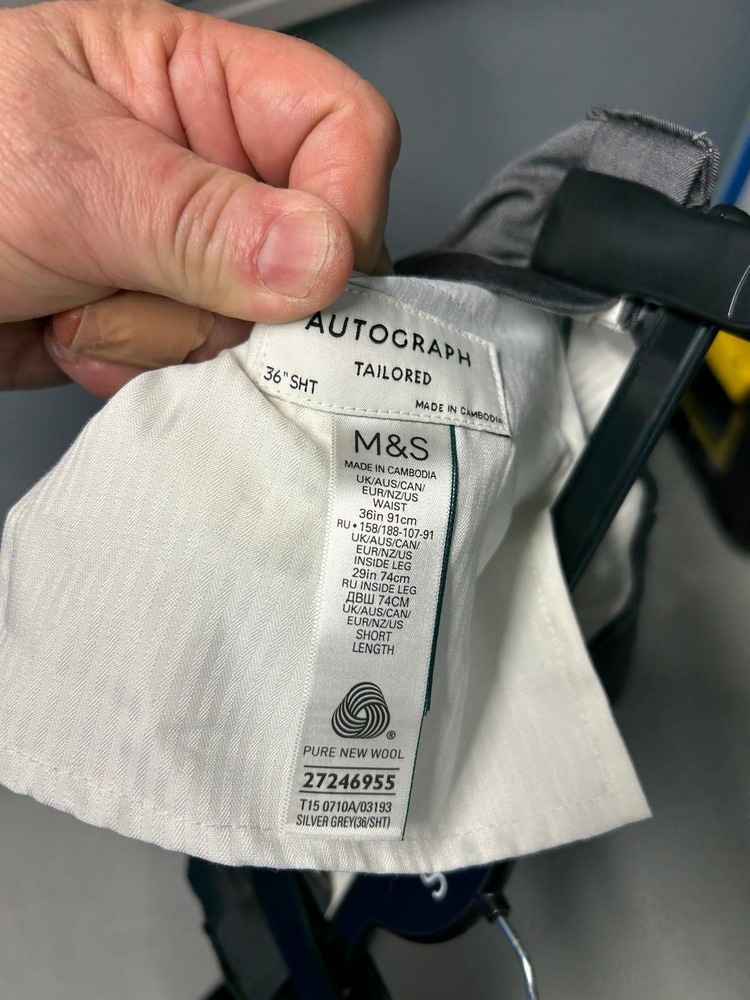 AUTOGRAPH
TAILORED
36" SHT
MADE IN CAMBODIA
M&S
MADE IN CAMBODIA
UK/AUS/CAN/
EUR/NZ/US
WAIST
36in 91cm
RU • 158/188-107-91
UK/AUS/CAN/
EUR/NZ/US
INSIDE LEG
29in 74cm
RU INSIDE LEG
ДВШ 74СМ
UK/AUS/CAN/
EUR/NZ/US
SHORT
LENGTH
®
PURE NEW WOOL
27246955
T15 0710A/03193
SILVER GREY(36/SHT)
S